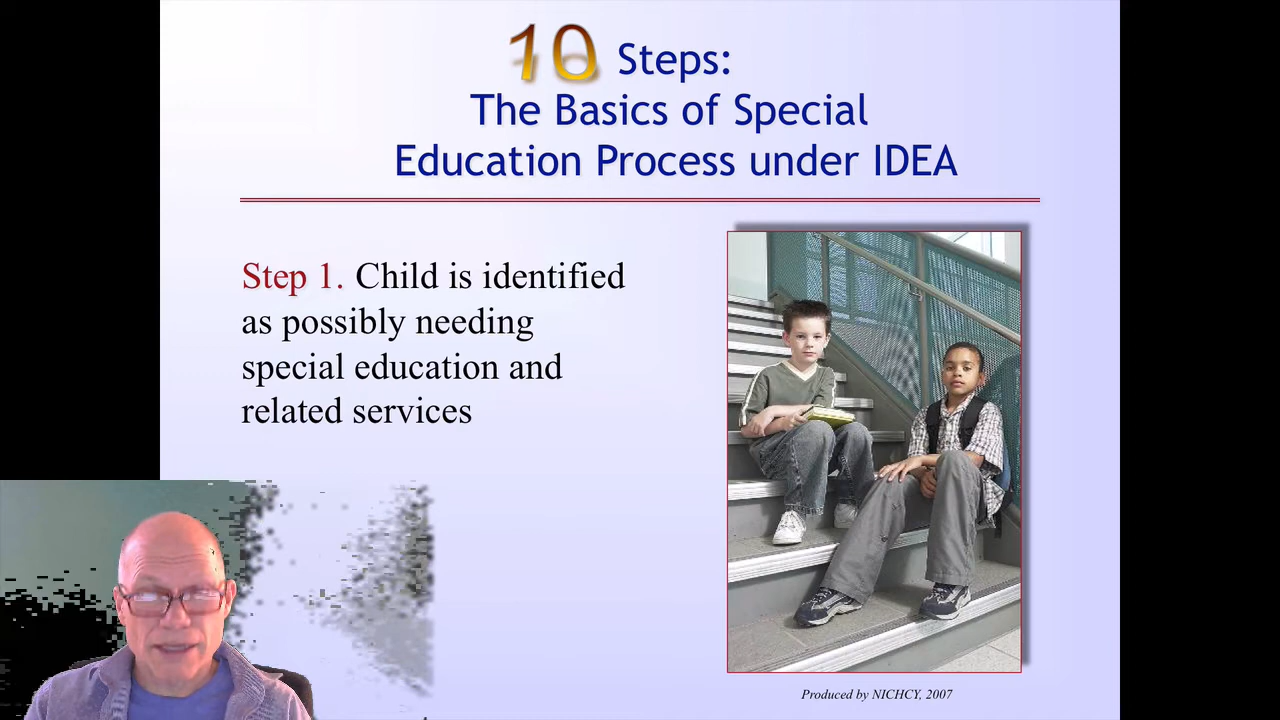 10 Steps:
The Basics of Special
Education Process under IDEA
Step 1. Child is identified
as possibly needing
special education and
related services
Produced by NICHCY, 2007